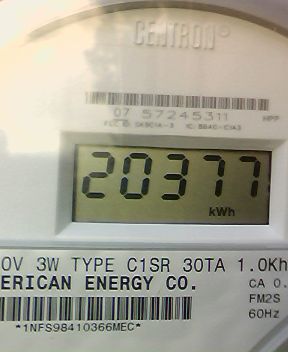 CENTRON®
07 57245311 HPP
20377
kWh
0V 3W TYPE C1SR 30TA 1.0Kh
ERICAN ENERGY CO. CA 0.
FM2S
*1NFS98410366MEC* 60Hz